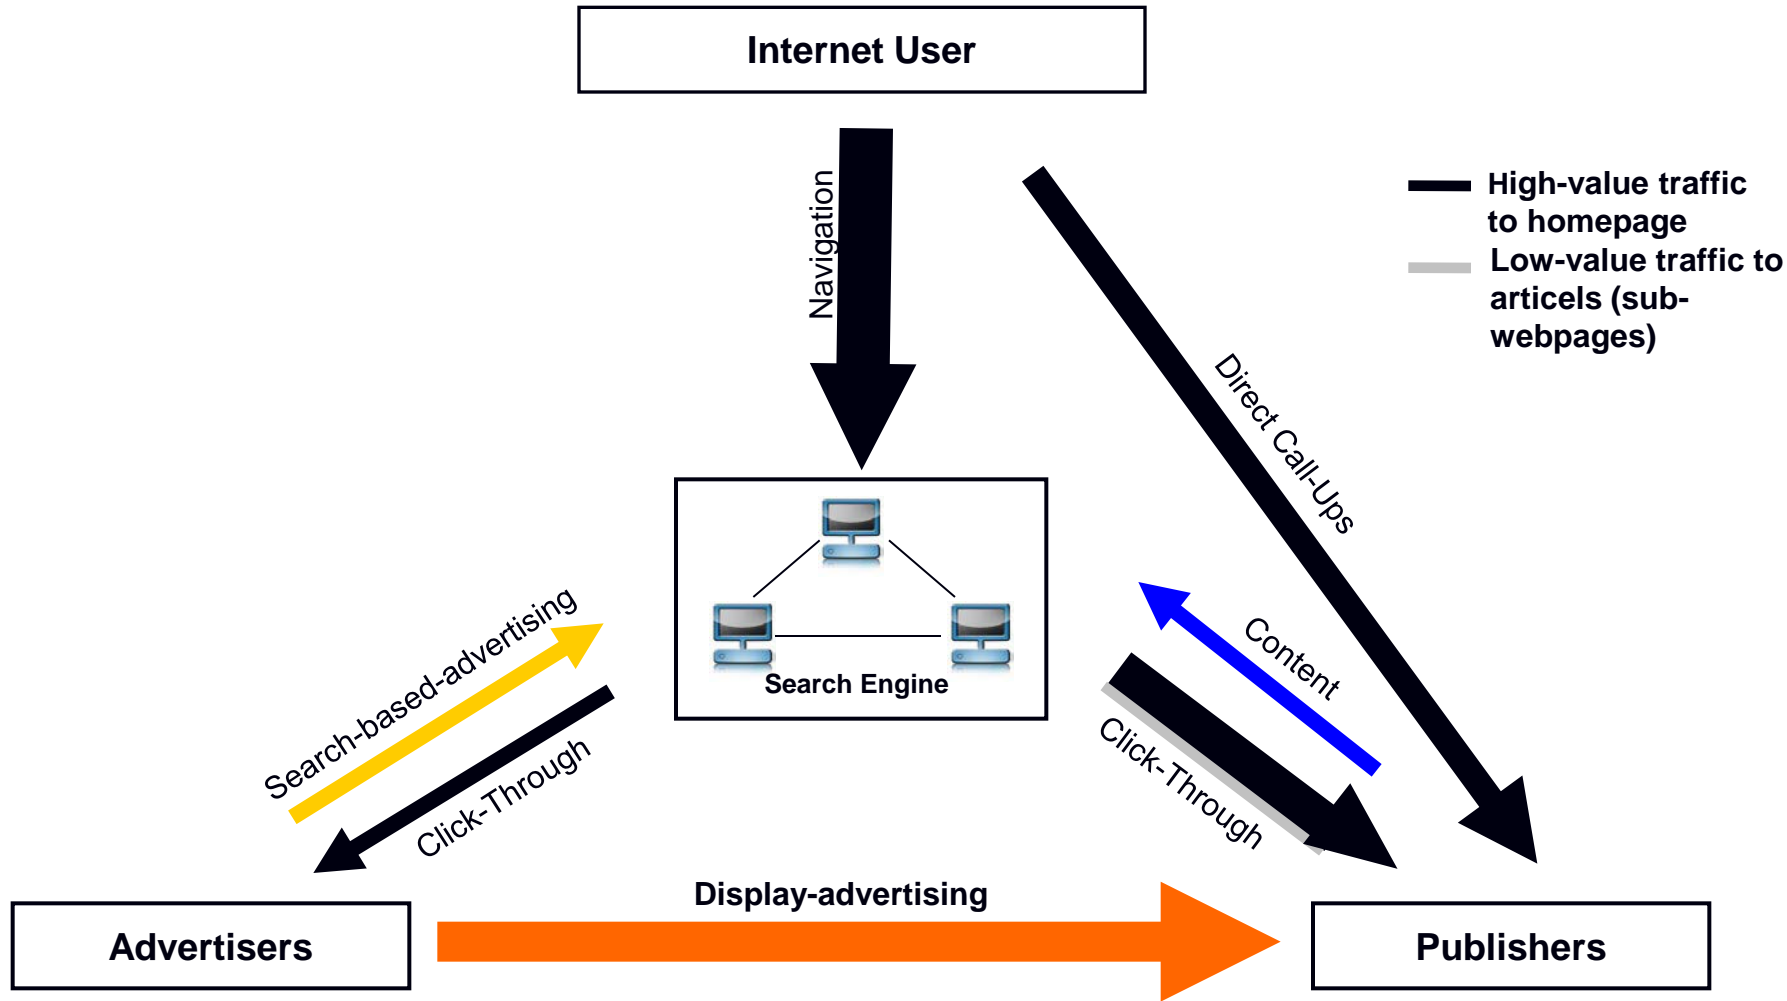 Internet User
Navigation
High-value traffic
to homepage
Low-value traffic to
articels (sub-
webpages)
Direct Call-Ups
Search Engine
Search-based-advertising
Click-Through
Content
Click-Through
Display-advertising
Advertisers
Publishers